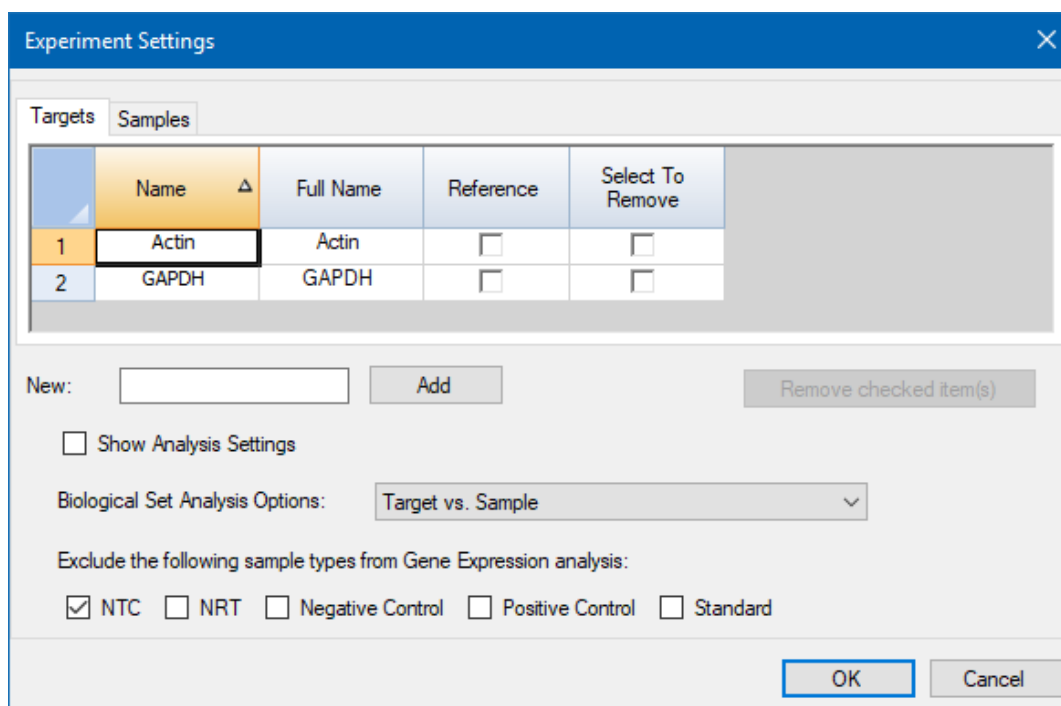 Experiment Settings
Targets Samples
Name Full Name Reference Select To Remove
1 Actin Actin
2 GAPDH GAPDH
New: Add Remove checked item(s)
Show Analysis Settings
Biological Set Analysis Options: Target vs. Sample
Exclude the following sample types from Gene Expression analysis:
NTC NRT Negative Control Positive Control Standard
OK Cancel